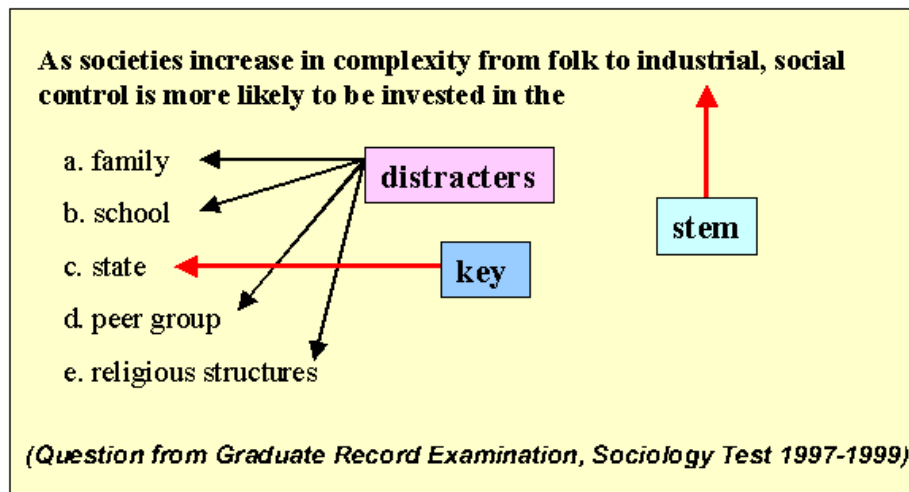 As societies increase in complexity from folk to industrial, social
control is more likely to be invested in the
a. family
distracters
b. school
stem
c. state
key
d. peer group
e. religious structures
(Question from Graduate Record Examination, Sociology Test 1997-1999)